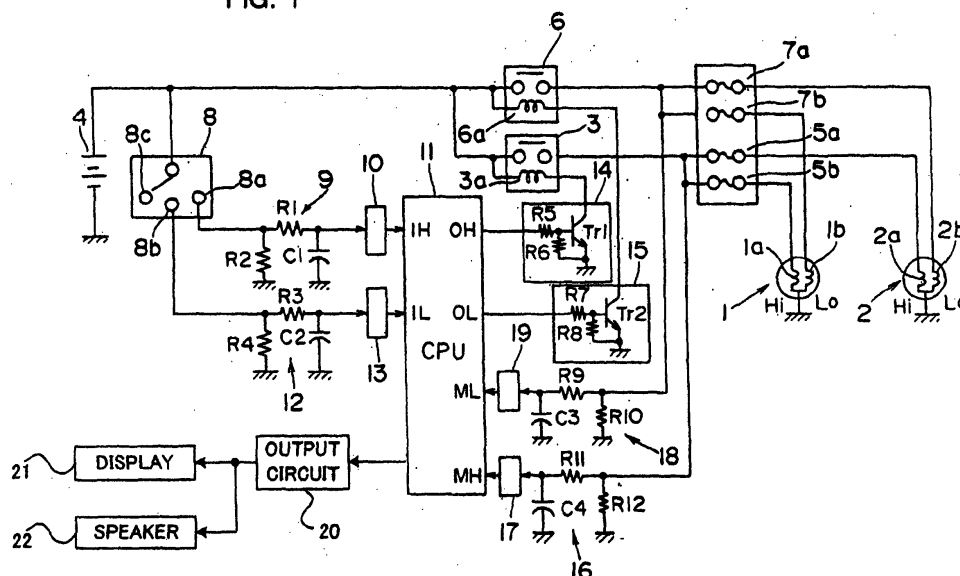 FIG. 1
6
7a
4
8c
8
6a
3
7b
5a
8a
10
11
3a
14
5b
8b
R1
9
R5
R6
Tr1
15
1a
1b
2a
2b
R2
C1
IH
OH
R7
R8
Tr2
1
Hi
Lo
2
Hi
Lo
R3
R4
C2
IL
OL
CPU
12
13
19
R9
ML
C3
R10
18
R11
MH
C4
R12
17
16
21
DISPLAY
OUTPUT
CIRCUIT
20
22
SPEAKER